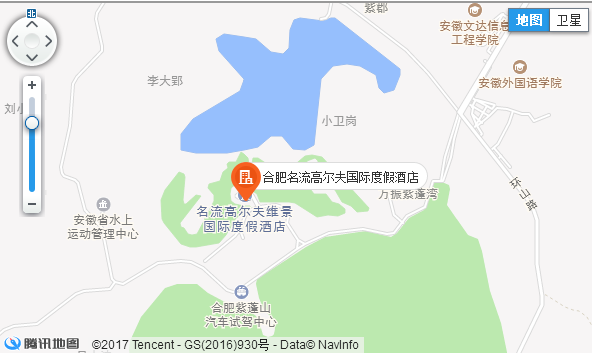 北
紫郡
安徽文达信息
工程学院
地图
卫星
李大郢
安徽外国语学院
刘小
小卫岗
合肥名流高尔夫国际度假酒店
环山路
万振紫蓬湾
名流高尔夫维景
国际度假酒店
安徽省水上
运动管理中心
合肥紫蓬山
汽车试驾中心
腾讯地图
©2017 Tencent - GS(2016)930号 - Data© NavInfo